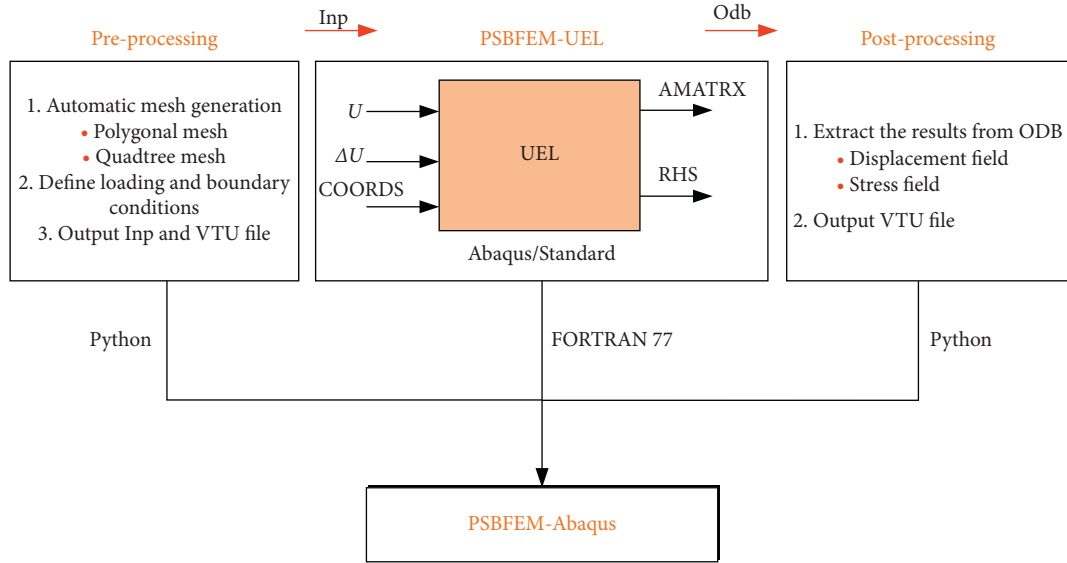 Inp
Odb
Pre-processing
PSBFEM-UEL
Post-processing
1. Automatic mesh generation
• Polygonal mesh
• Quadtree mesh
2. Define loading and boundary
conditions
3. Output Inp and VTU file
U
ΔU
COORDS
UEL
AMATRX
RHS
Abaqus/Standard
1. Extract the results from ODB
• Displacement field
• Stress field
2. Output VTU file
Python
FORTRAN 77
Python
PSBFEM-Abaqus